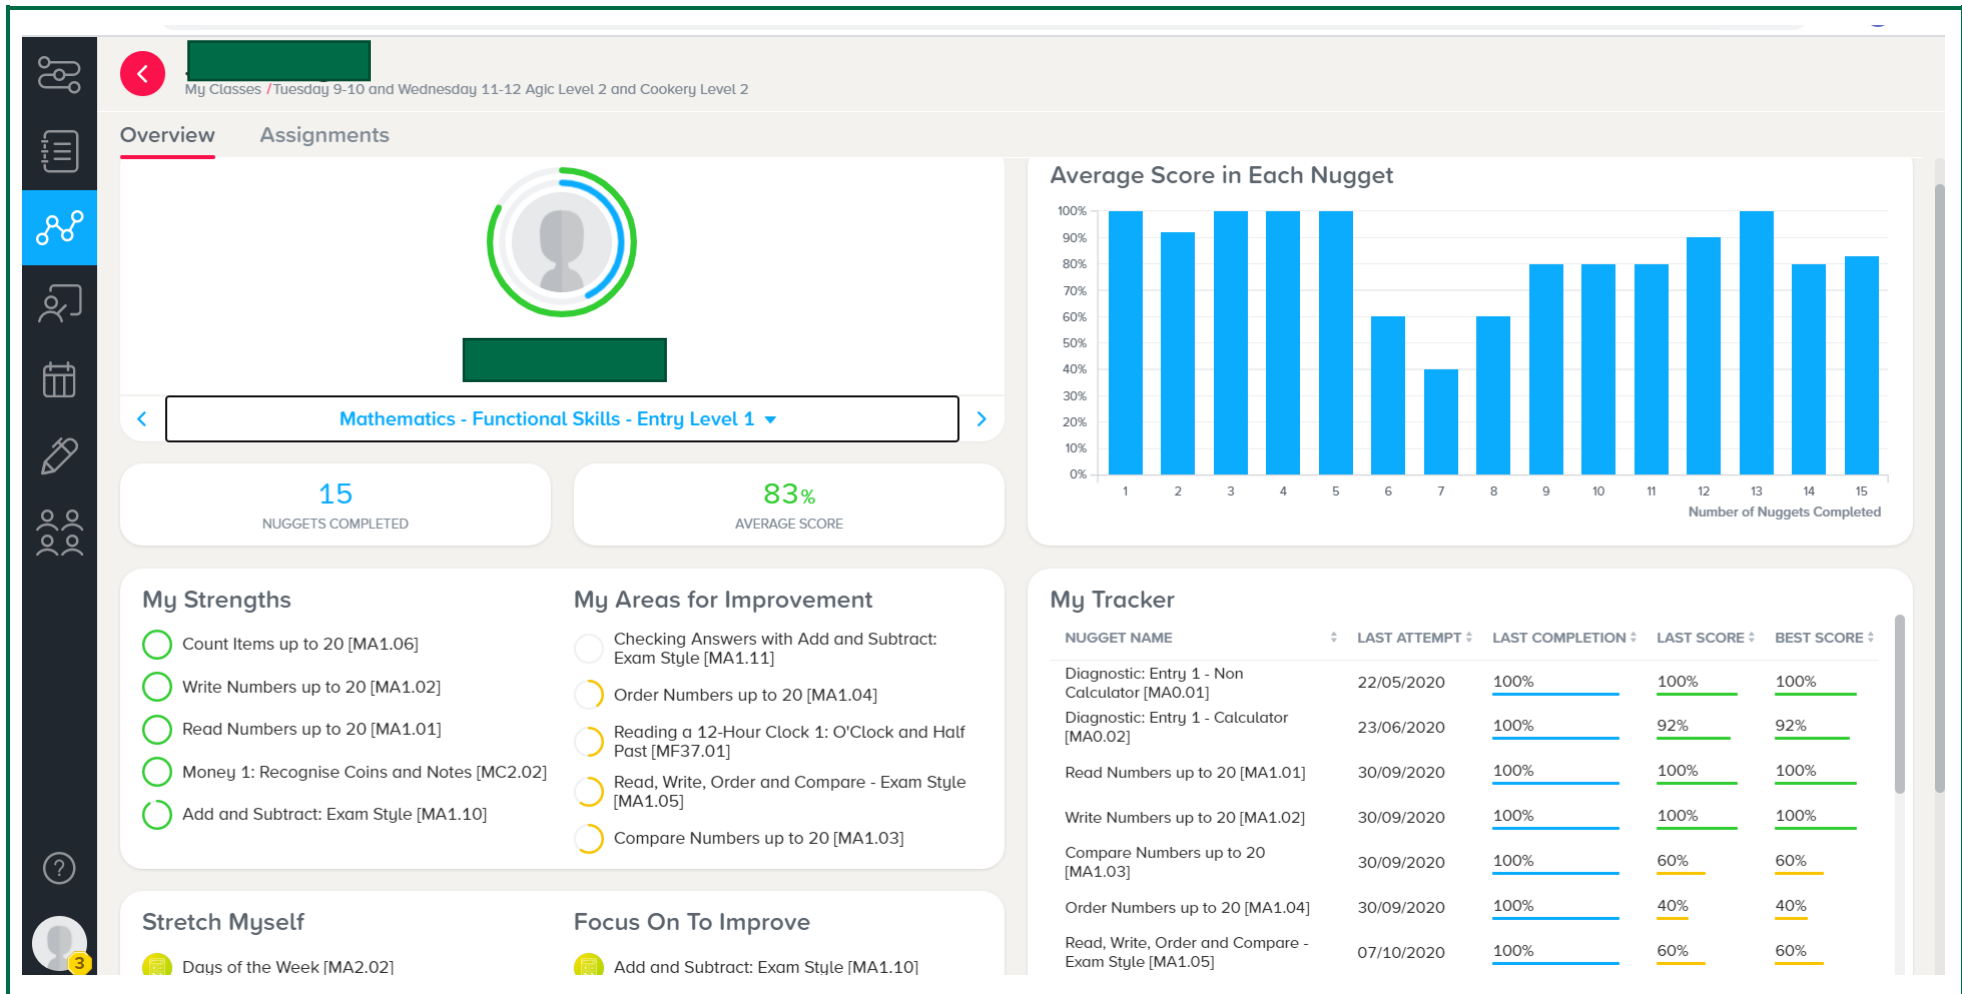 My Classes /Tuesday 9-10 and Wednesday 11-12 Agic Level 2 and Cookery Level 2
Overview
Assignments
Mathematics - Functional Skills - Entry Level 1
15
NUGGETS COMPLETED
83%
AVERAGE SCORE
Average Score in Each Nugget
100%
90%
80%
70%
60%
50%
40%
30%
20%
10%
0%
1 2 3 4 5 6 7 8 9 10 11 12 13 14 15
Number of Nuggets Completed
My Strengths
Count Items up to 20 [MA1.06]
Write Numbers up to 20 [MA1.02]
Read Numbers up to 20 [MA1.01]
Money 1: Recognise Coins and Notes [MC2.02]
Add and Subtract: Exam Style [MA1.10]
My Areas for Improvement
Checking Answers with Add and Subtract:
Exam Style [MA1.11]
Order Numbers up to 20 [MA1.04]
Reading a 12-Hour Clock 1: O'Clock and Half
Past [MF37.01]
Read, Write, Order and Compare - Exam Style
[MA1.05]
Compare Numbers up to 20 [MA1.03]
My Tracker
NUGGET NAME LAST ATTEMPT LAST COMPLETION LAST SCORE BEST SCORE
Diagnostic: Entry 1 - Non
Calculator [MA0.01]
22/05/2020 100% 100% 100%
Diagnostic: Entry 1 - Calculator
[MA0.02]
23/06/2020 100% 92% 92%
Read Numbers up to 20 [MA1.01] 30/09/2020 100% 100% 100%
Write Numbers up to 20 [MA1.02] 30/09/2020 100% 100% 100%
Compare Numbers up to 20
[MA1.03]
30/09/2020 100% 60% 60%
Order Numbers up to 20 [MA1.04] 30/09/2020 100% 40% 40%
Read, Write, Order and Compare -
Exam Style [MA1.05]
07/10/2020 100% 60% 60%
Stretch Myself
Days of the Week [MA2.02]
Focus On To Improve
Add and Subtract: Exam Style [MA1.10]
?
3